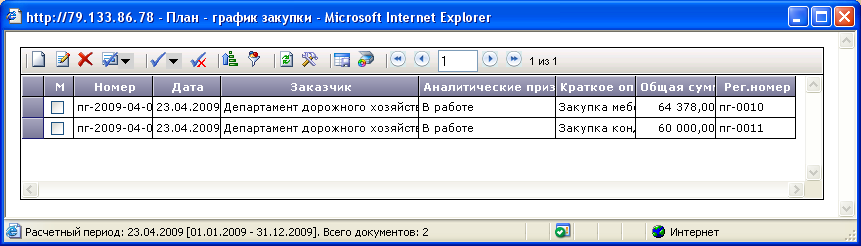 http://79.133.86.78 - План - график закупки - Microsoft Internet Explorer
1 1 из 1
М Номер Дата Заказчик Аналитические приз Краткое оп Общая сумм Рег.номер
пг-2009-04-0 23.04.2009 Департамент дорожного хозяйств В работе Закупка мебе 64 378,00 пг-0010
пг-2009-04-0 23.04.2009 Департамент дорожного хозяйств В работе Закупка конд 60 000,00 пг-0011
Расчетный период: 23.04.2009 [01.01.2009 - 31.12.2009]. Всего документов: 2 Интернет